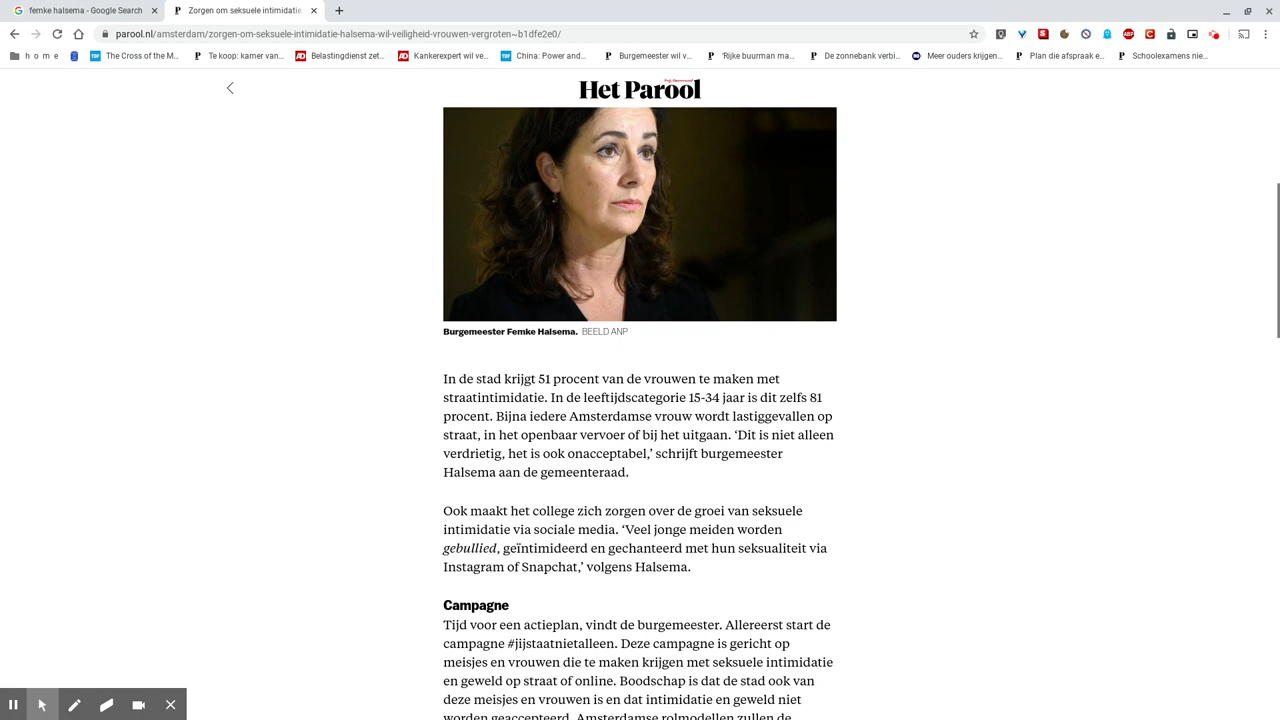 femke halsema - Google Search
Zorgen om seksuele intimidatie
parool.nl/amsterdam/zorgen-om-seksuele-intimidatie-halsema-wil-veiligheid-vrouwen-vergroten~b1dfe2e0/
h o m e
The Cross of the M...
Te koop: kamer van...
Belastingdienst zet...
Kankerexpert wil ve...
China: Power and...
Burgemeester wil v...
'Rijke buurman ma...
De zonnebank verbi...
Meer ouders krijgen...
Plan die afspraak e...
Schoolexamens nie...
Het Parool
Burgemeester Femke Halsema. BEELD ANP
In de stad krijgt 51 procent van de vrouwen te maken met
straatintimidatie. In de leeftijdscategorie 15-34 jaar is dit zelfs 81
procent. Bijna iedere Amsterdamse vrouw wordt lastiggevallen op
straat, in het openbaar vervoer of bij het uitgaan. ‘Dit is niet alleen
verdrietig, het is ook onacceptabel,’ schrijft burgemeester
Halsema aan de gemeenteraad.
Ook maakt het college zich zorgen over de groei van seksuele
intimidatie via sociale media. ‘Veel jonge meiden worden
gebullied, geïntimideerd en gechanteerd met hun seksualiteit via
Instagram of Snapchat,’ volgens Halsema.
Campagne
Tijd voor een actieplan, vindt de burgemeester. Allereerst start de
campagne #jijstaatnietalleen. Deze campagne is gericht op
meisjes en vrouwen die te maken krijgen met seksuele intimidatie
en geweld op straat of online. Boodschap is dat de stad ook van
deze meisjes en vrouwen is en dat intimidatie en geweld niet
worden geaccepteerd. Amsterdamse rolmodellen zullen de